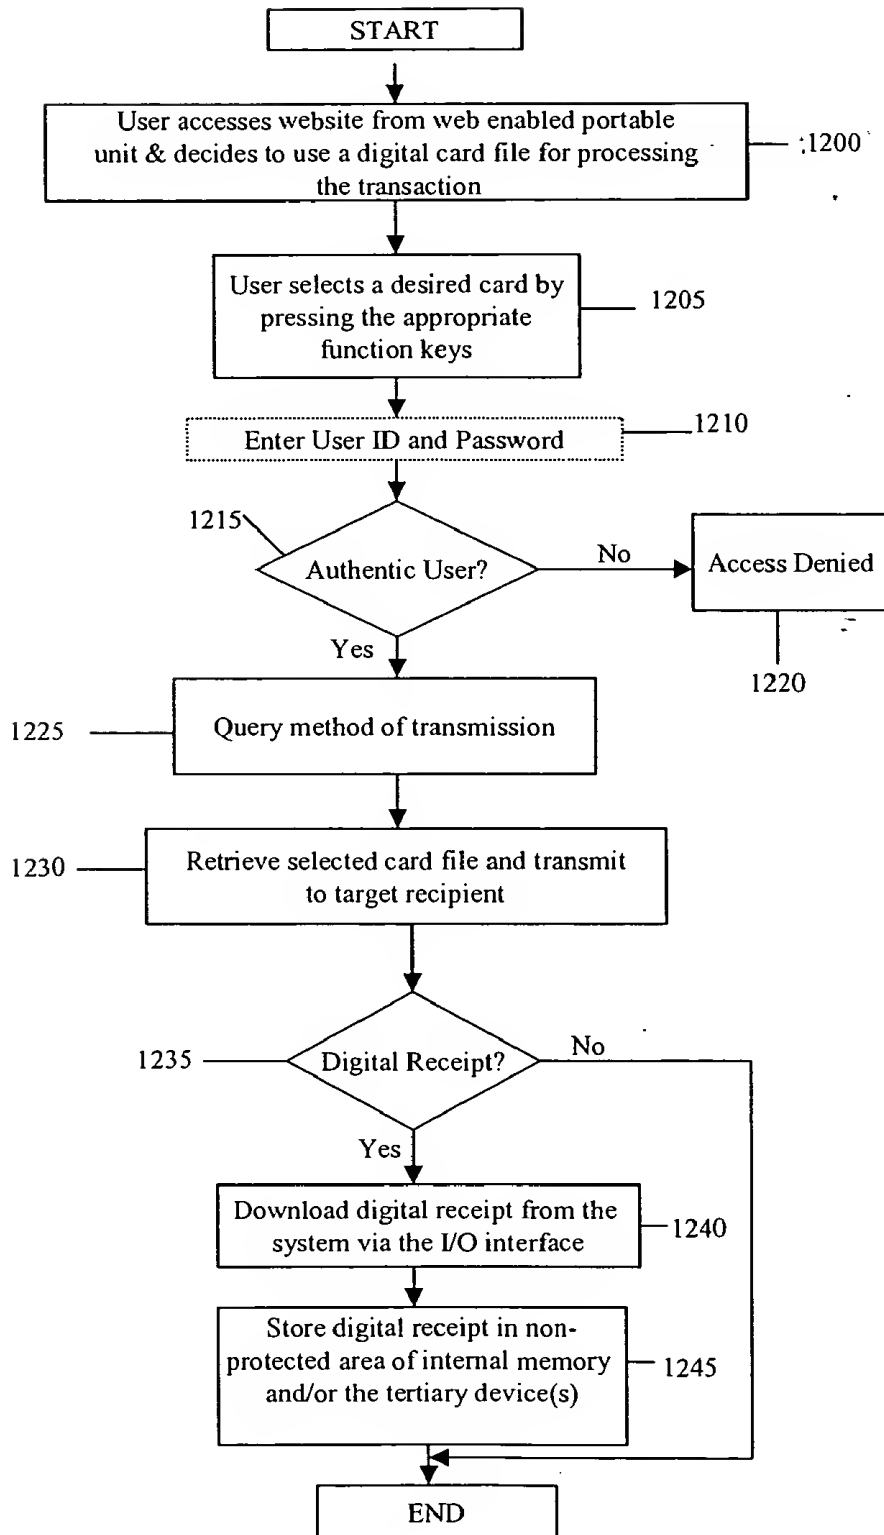 START
User accesses website from web enabled portable
unit & decides to use a digital card file for processing
the transaction
1200
User selects a desired card by
pressing the appropriate
function keys
1205
Enter User ID and Password
1210
1215
Authentic User?
No
Access Denied
1220
Yes
Query method of transmission
1225
Retrieve selected card file and transmit
to target recipient
1230
1235
Digital Receipt?
No
Yes
Download digital receipt from the
system via the I/O interface
1240
Store digital receipt in non-
protected area of internal memory
and/or the tertiary device(s)
1245
END